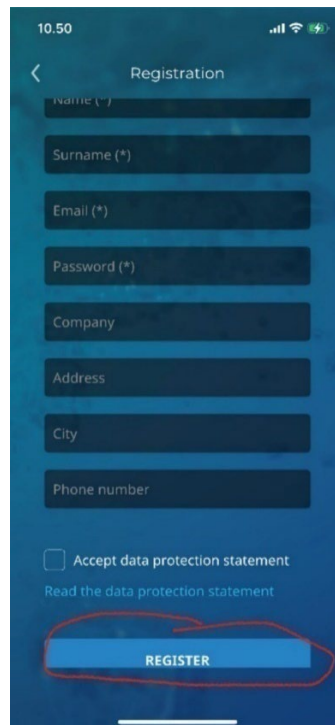 10.50
Registration
Name (*)
Surname (*)
Email (*)
Password (*)
Company
Address
City
Phone number
Accept data protection statement
Read the data protection statement
REGISTER